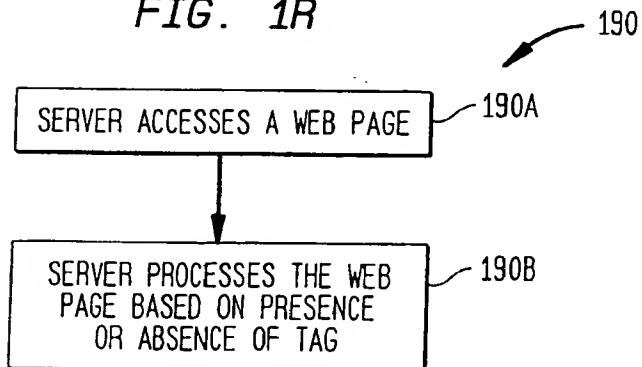 FIG. 1R
190
SERVER ACCESSES A WEB PAGE
190A
SERVER PROCESSES THE WEB
PAGE BASED ON PRESENCE
OR ABSENCE OF TAG
190B